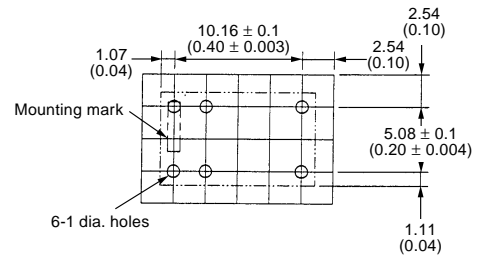 2.54
(0.10)
10.16 ± 0.1
(0.40 ± 0.003)
1.07
(0.04)
2.54
(0.10)
Mounting mark
5.08 ± 0.1
(0.20 ± 0.004)
6-1 dia. holes
1.11
(0.04)